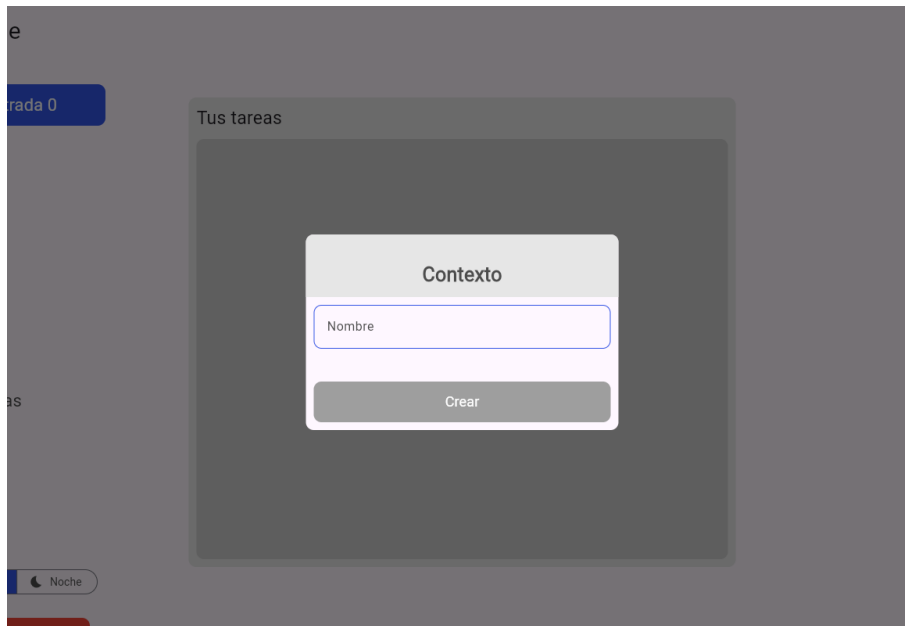 e
trada 0
Tus tareas
Contexto
Nombre
Crear
as
Noche